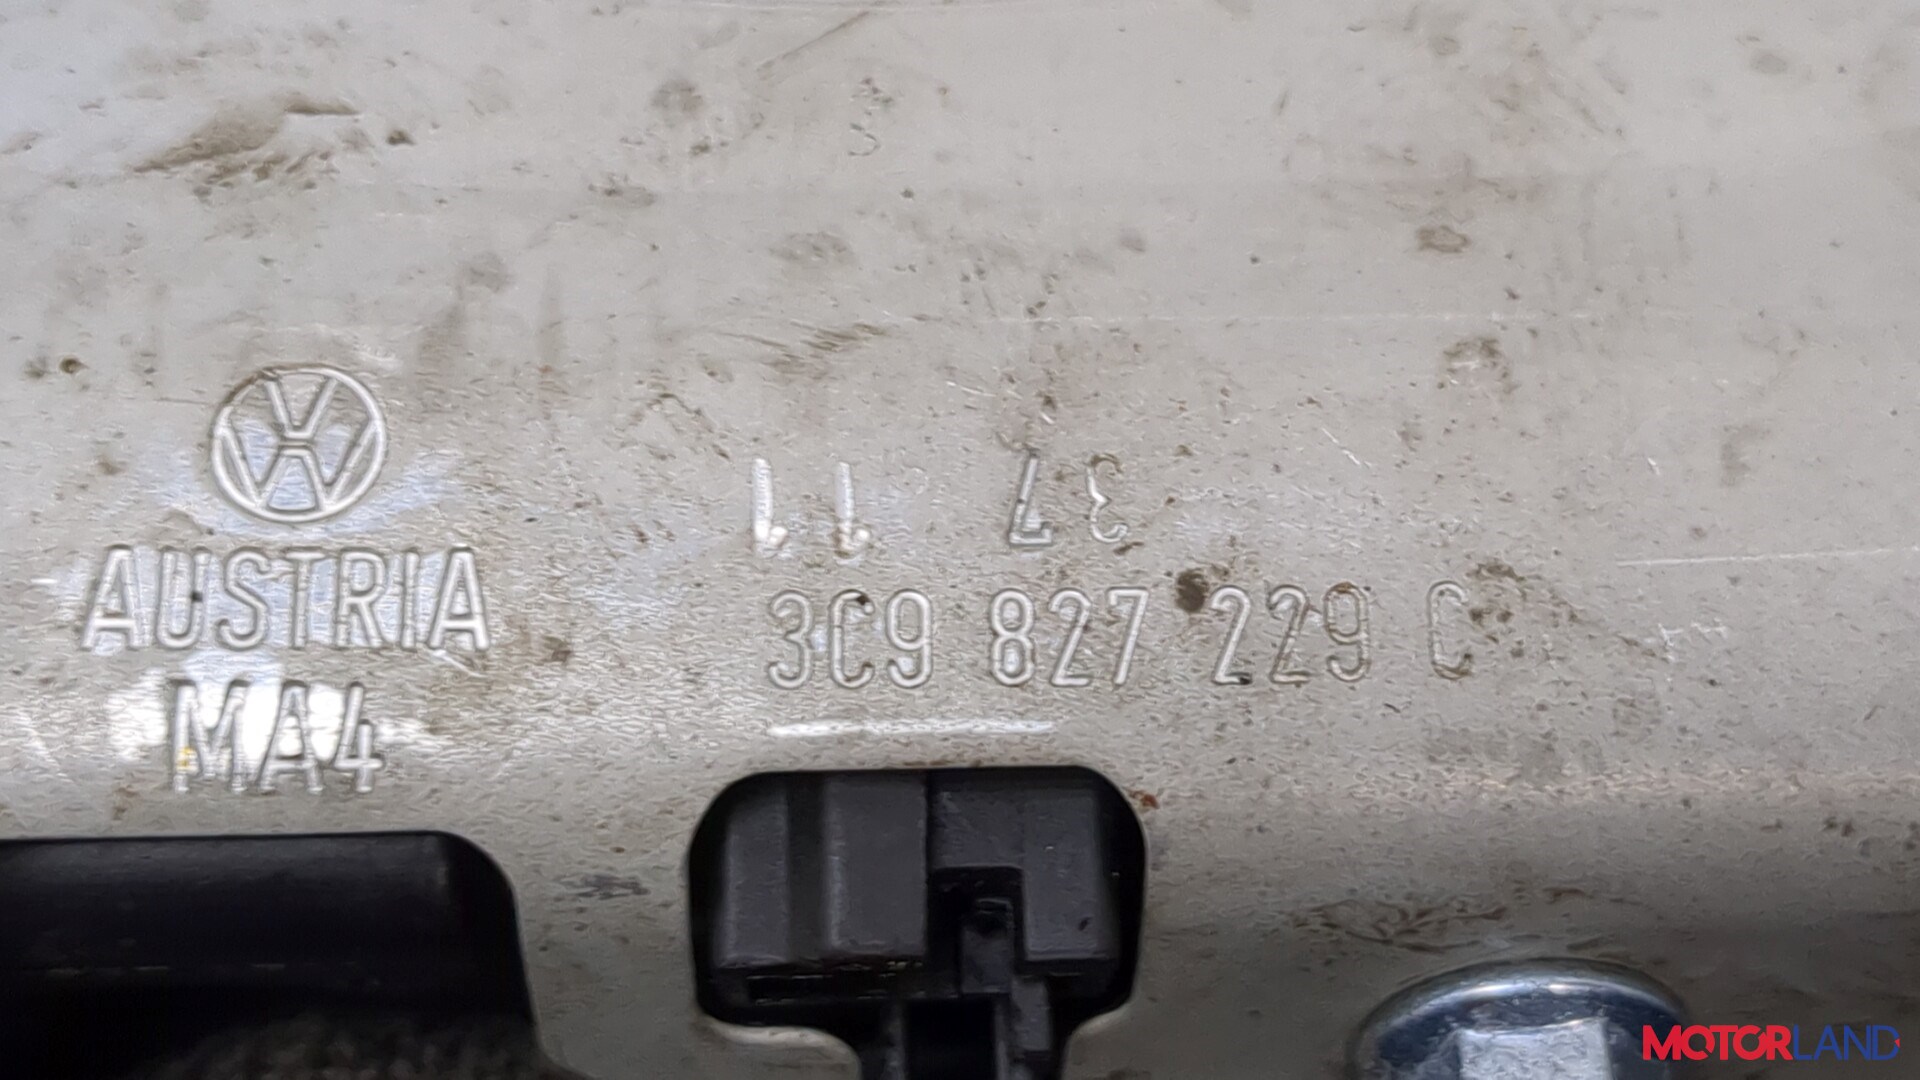 37 11
AUSTRIA
3C9 827 229 C
MA4
MOTORLAND